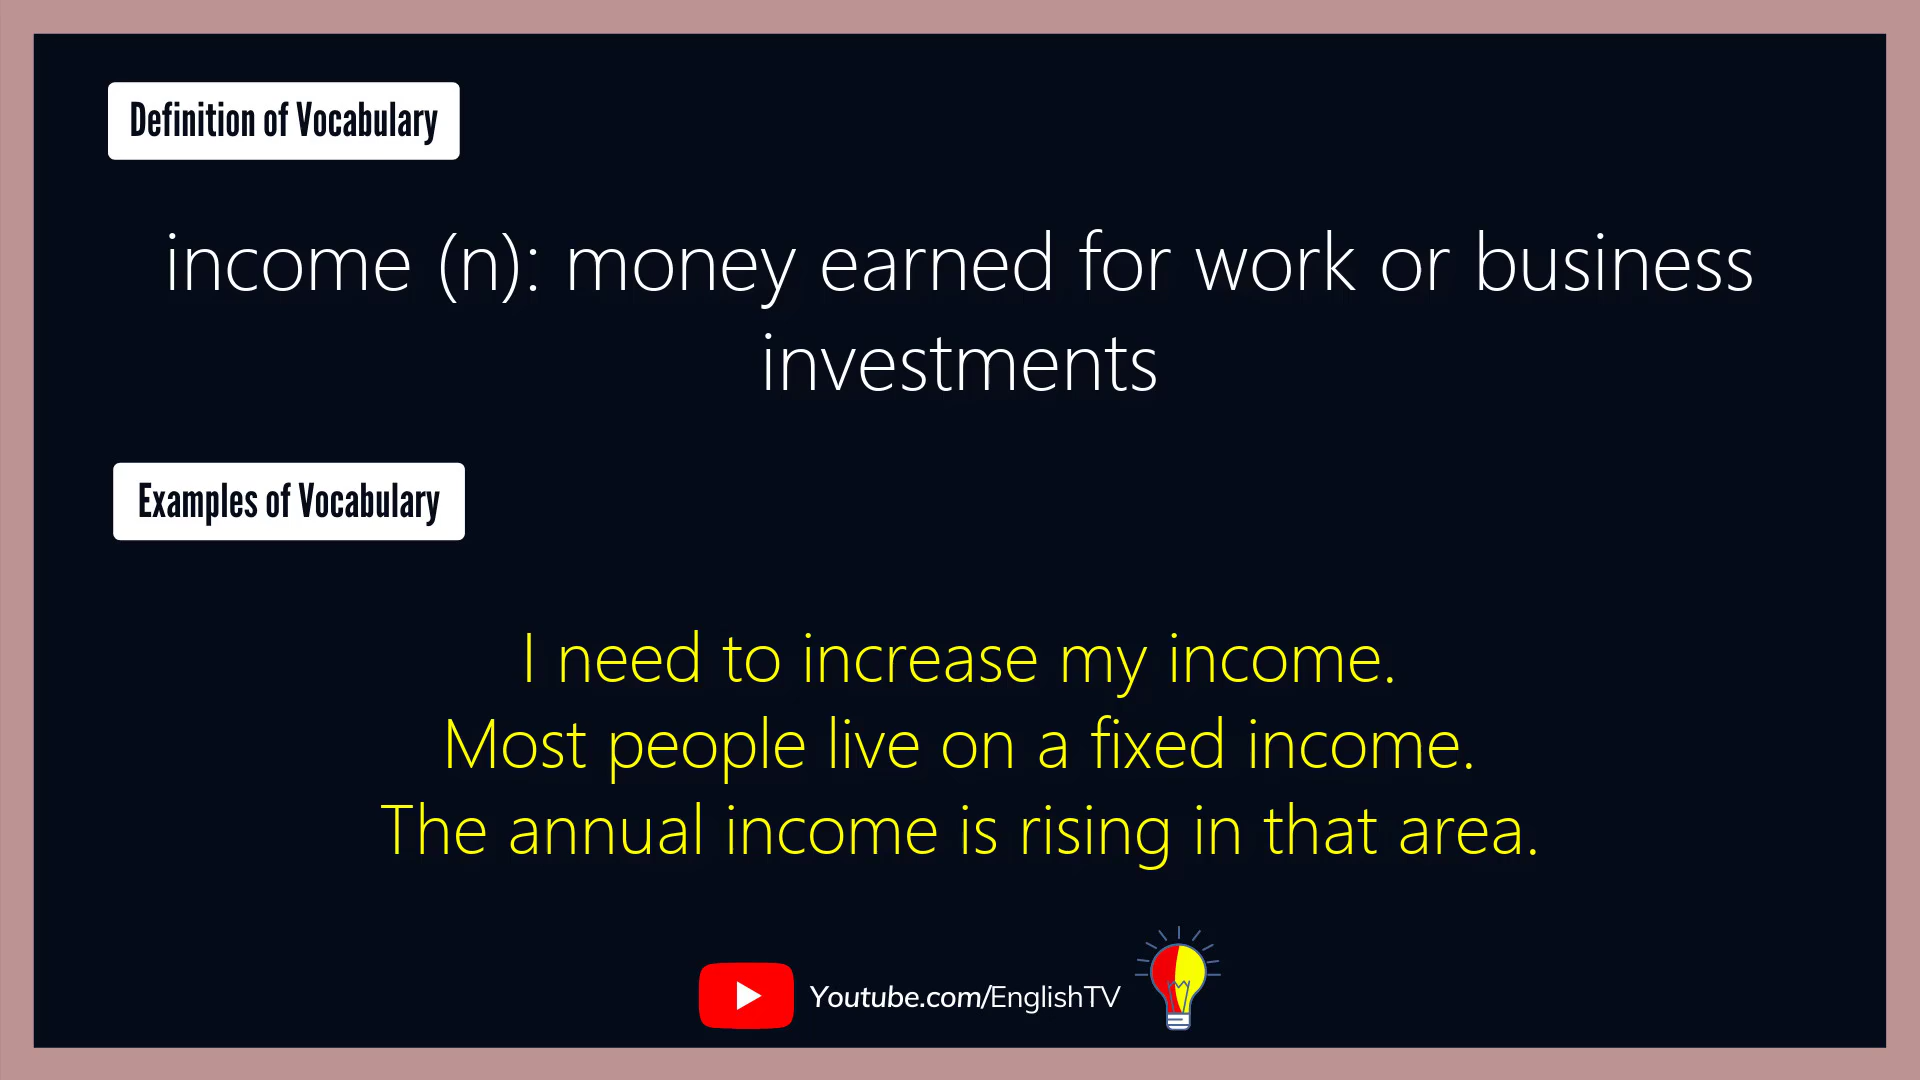 Definition of Vocabulary
income (n): money earned for work or business
investments
Examples of Vocabulary
I need to increase my income.
Most people live on a fixed income.
The annual income is rising in that area.
Youtube.com/EnglishTV